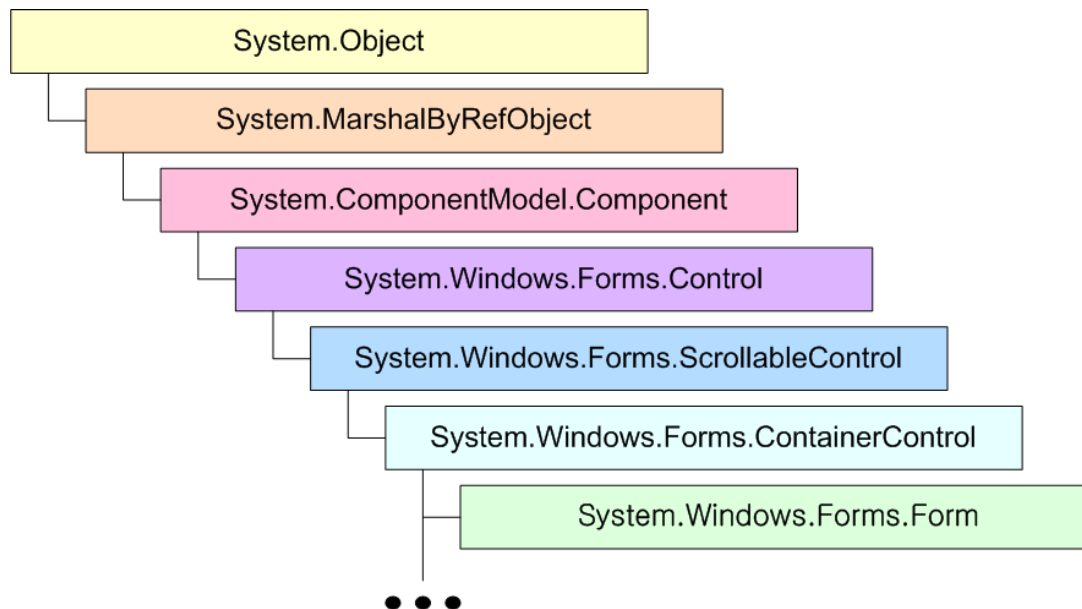 System.Object
System.MarshalByRefObject
System.ComponentModel.Component
System.Windows.Forms.Control
System.Windows.Forms.ScrollableControl
System.Windows.Forms.ContainerControl
System.Windows.Forms.Form